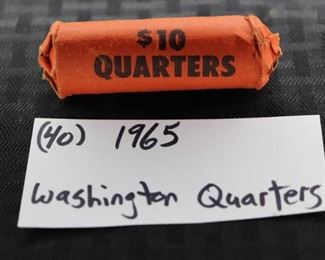 $10
QUARTERS
(40) 1965
Washington Quarters